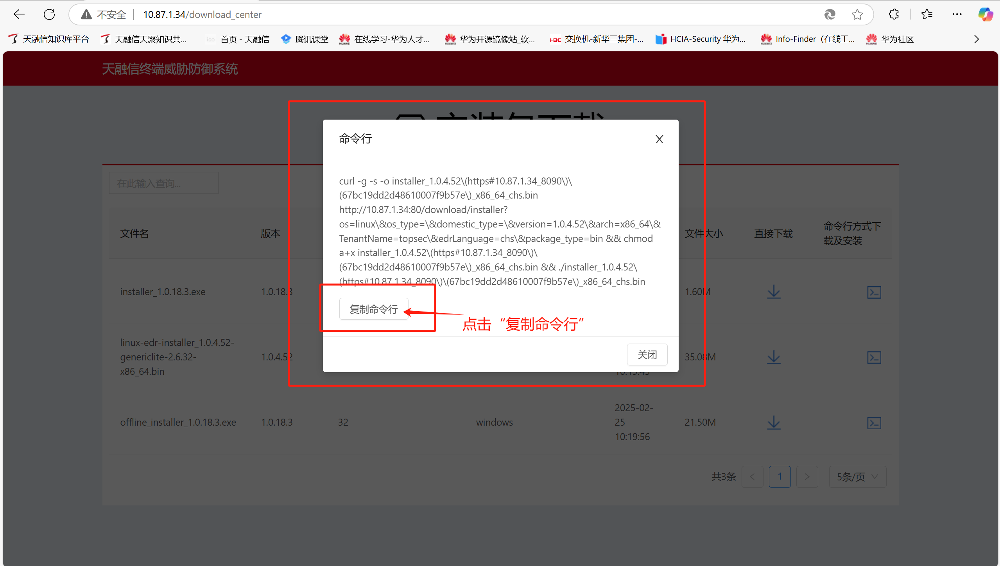 不安全
10.87.1.34/download_center
天融信知识库平台
天融信天聚知识共...
ico
首页 - 天融信
腾讯课堂
在线学习-华为人才...
华为开源镜像站_软...
H3C
交换机-新华三集团-...
HCIA-Security 华为...
Info-Finder（在线工...
华为社区
天融信终端威胁防御系统
命令行
在此输入查询...
curl -g -s -o installer_1.0.4.52\(https#10.87.1.34_8090\)\
(67bc19dd2d48610007f9b57e\)_x86_64_chs.bin
http://10.87.1.34:80/download/installer?
os=linux\&os_type=\&domestic_type=\&version=1.0.4.52\&arch=x86_64\&
TenantName=topsec\&edrLanguage=chs\&package_type=bin && chmod
a+x installer_1.0.4.52\(https#10.87.1.34_8090\)\
(67bc19dd2d48610007f9b57e\)_x86_64_chs.bin && ./installer_1.0.4.52\
(https#10.87.1.34_8090\)\(67bc19dd2d48610007f9b57e\)_x86_64_chs.bin
复制命令行
点击“复制命令行”
关闭
文件名
版本
文件大小
直接下载
命令行方式下
载及安装
installer_1.0.18.3.exe
1.0.18.3
1.60M
linux-edr-installer_1.0.4.52-
genericlite-2.6.32-
x86_64.bin
1.0.4.52
10:19:45
35.08M
offline_installer_1.0.18.3.exe
1.0.18.3
32
windows
2025-02-
25
10:19:56
21.50M
共3条
1
5条/页